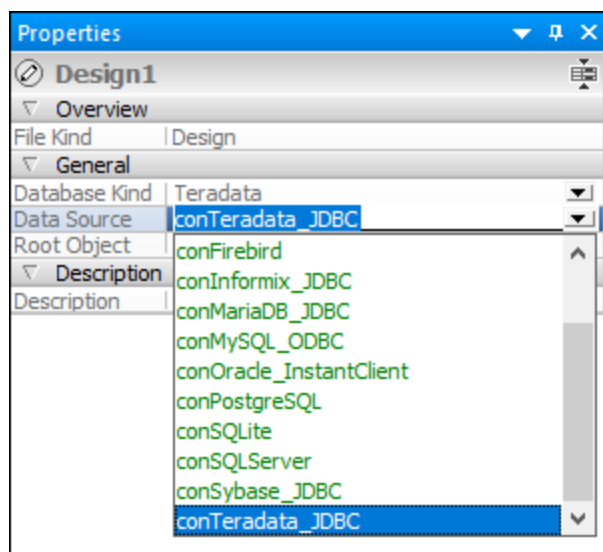 Properties
Design1
Overview
File Kind Design
General
Database Kind Teradata
Data Source conTeradata_JDBC
Root Object
conFirebird
Description
conInformix_JDBC
Description
conMariaDB_JDBC
conMySQL_ODBC
conOracle_InstantClient
conPostgreSQL
conSQLite
conSQLServer
conSybase_JDBC
conTeradata_JDBC